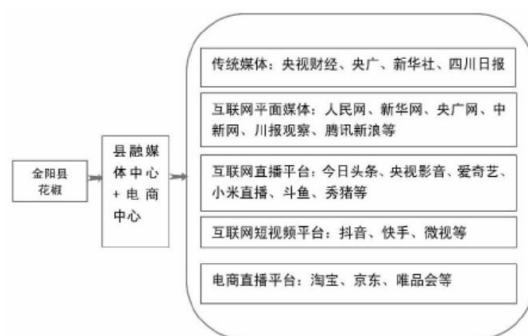 金阳县
花椒
县融媒
体中心
+电商
中心
传统媒体：央视财经、央广、新华社、四川日报
互联网平面媒体：人民网、新华网、央广网、中
新网、川报观察、腾讯新浪等
互联网直播平台：今日头条、央视影音、爱奇艺、
小米直播、斗鱼、秀猪等
互联网短视频平台：抖音、快手、微视等
电商直播平台：淘宝、京东、唯品会等